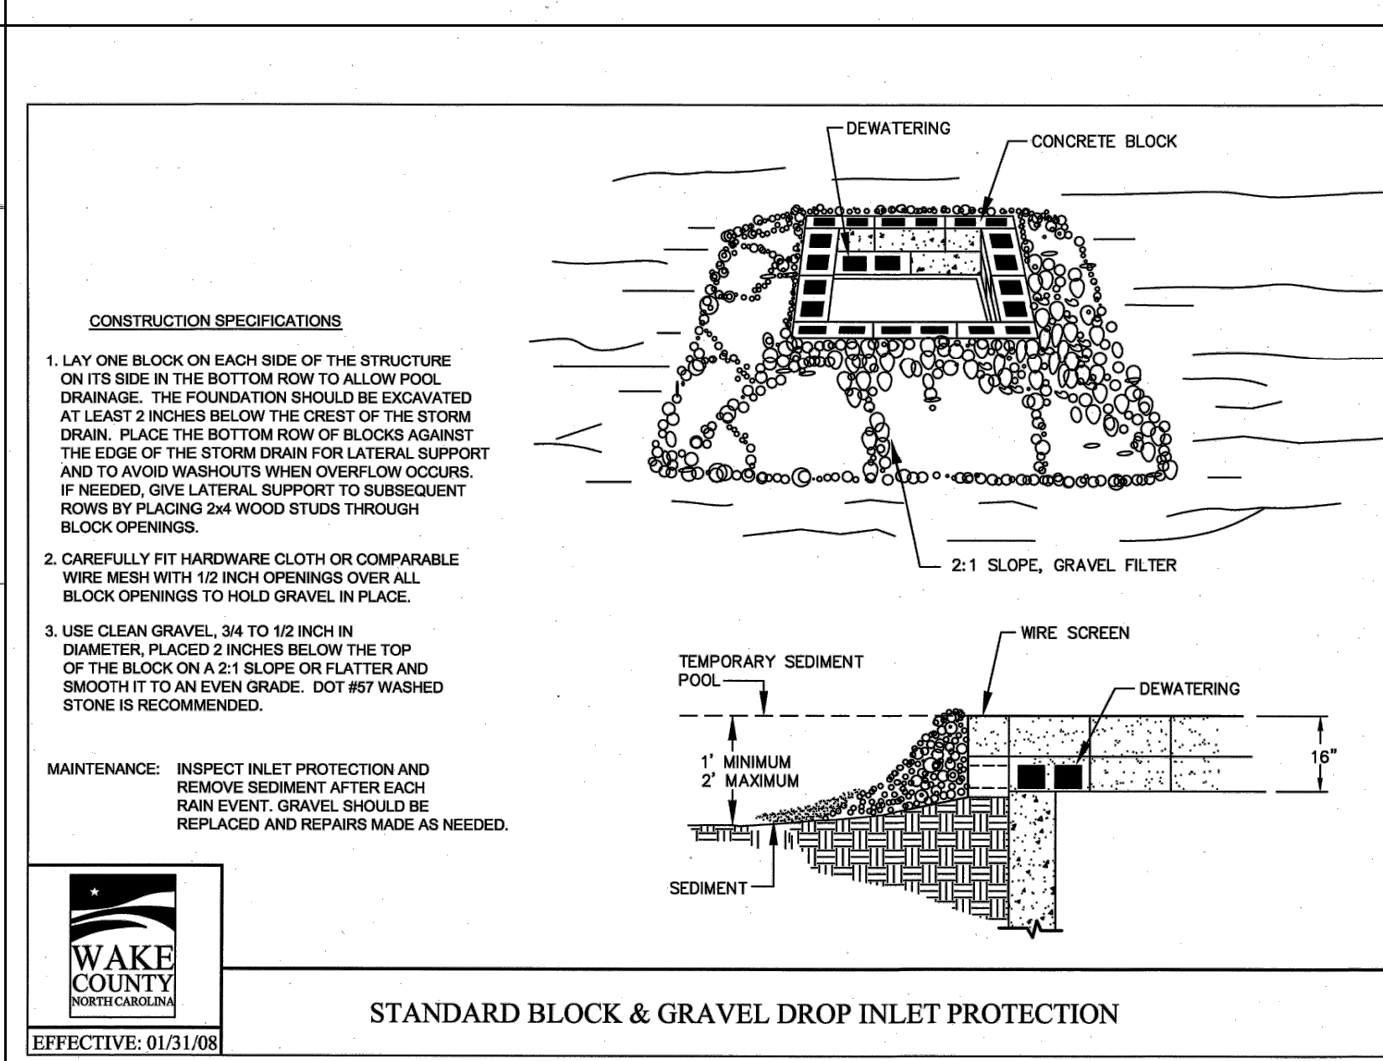 DEWATERING
CONCRETE BLOCK
CONSTRUCTION SPECIFICATIONS
1. LAY ONE BLOCK ON EACH SIDE OF THE STRUCTURE
ON ITS SIDE IN THE BOTTOM ROW TO ALLOW POOL
DRAINAGE. THE FOUNDATION SHOULD BE EXCAVATED
AT LEAST 2 INCHES BELOW THE CREST OF THE STORM
DRAIN. PLACE THE BOTTOM ROW OF BLOCKS AGAINST
THE EDGE OF THE STORM DRAIN FOR LATERAL SUPPORT
AND TO AVOID WASHOUTS WHEN OVERFLOW OCCURS.
IF NEEDED, GIVE LATERAL SUPPORT TO SUBSEQUENT
ROWS BY PLACING 2x4 WOOD STUDS THROUGH
BLOCK OPENINGS.
2. CAREFULLY FIT HARDWARE CLOTH OR COMPARABLE
WIRE MESH WITH 1/2 INCH OPENINGS OVER ALL
BLOCK OPENINGS TO HOLD GRAVEL IN PLACE.
3. USE CLEAN GRAVEL, 3/4 TO 1/2 INCH IN
DIAMETER, PLACED 2 INCHES BELOW THE TOP
OF THE BLOCK ON A 2:1 SLOPE OR FLATTER AND
SMOOTH IT TO AN EVEN GRADE. DOT #57 WASHED
STONE IS RECOMMENDED.
MAINTENANCE: INSPECT INLET PROTECTION AND
REMOVE SEDIMENT AFTER EACH
RAIN EVENT. GRAVEL SHOULD BE
REPLACED AND REPAIRS MADE AS NEEDED.
2:1 SLOPE, GRAVEL FILTER
WIRE SCREEN
TEMPORARY SEDIMENT
POOL
DEWATERING
1' MINIMUM
2' MAXIMUM
16"
SEDIMENT
WAKE
COUNTY
NORTH CAROLINA
EFFECTIVE: 01/31/08
STANDARD BLOCK & GRAVEL DROP INLET PROTECTION